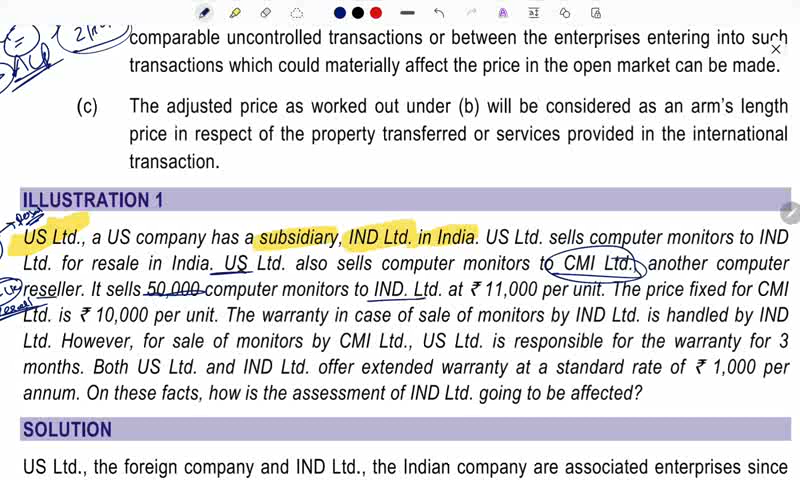 comparable uncontrolled transactions or between the enterprises entering into such
transactions which could materially affect the price in the open market can be made.
(c) The adjusted price as worked out under (b) will be considered as an arm's length
price in respect of the property transferred or services provided in the international
transaction.
ILLUSTRATION 1
US Ltd., a US company has a subsidiary, IND Ltd. in India. US Ltd. sells computer monitors to IND
Ltd. for resale in India. US Ltd. also sells computer monitors to CMI Ltd., another computer
reseller. It sells 50,000 computer monitors to IND. Ltd. at ₹ 11,000 per unit. The price fixed for CMI
Ltd. is ₹ 10,000 per unit. The warranty in case of sale of monitors by IND Ltd. is handled by IND
Ltd. However, for sale of monitors by CMI Ltd., US Ltd. is responsible for the warranty for 3
months. Both US Ltd. and IND Ltd. offer extended warranty at a standard rate of ₹ 1,000 per
annum. On these facts, how is the assessment of IND Ltd. going to be affected?
SOLUTION
US Ltd., the foreign company and IND Ltd., the Indian company are associated enterprises since